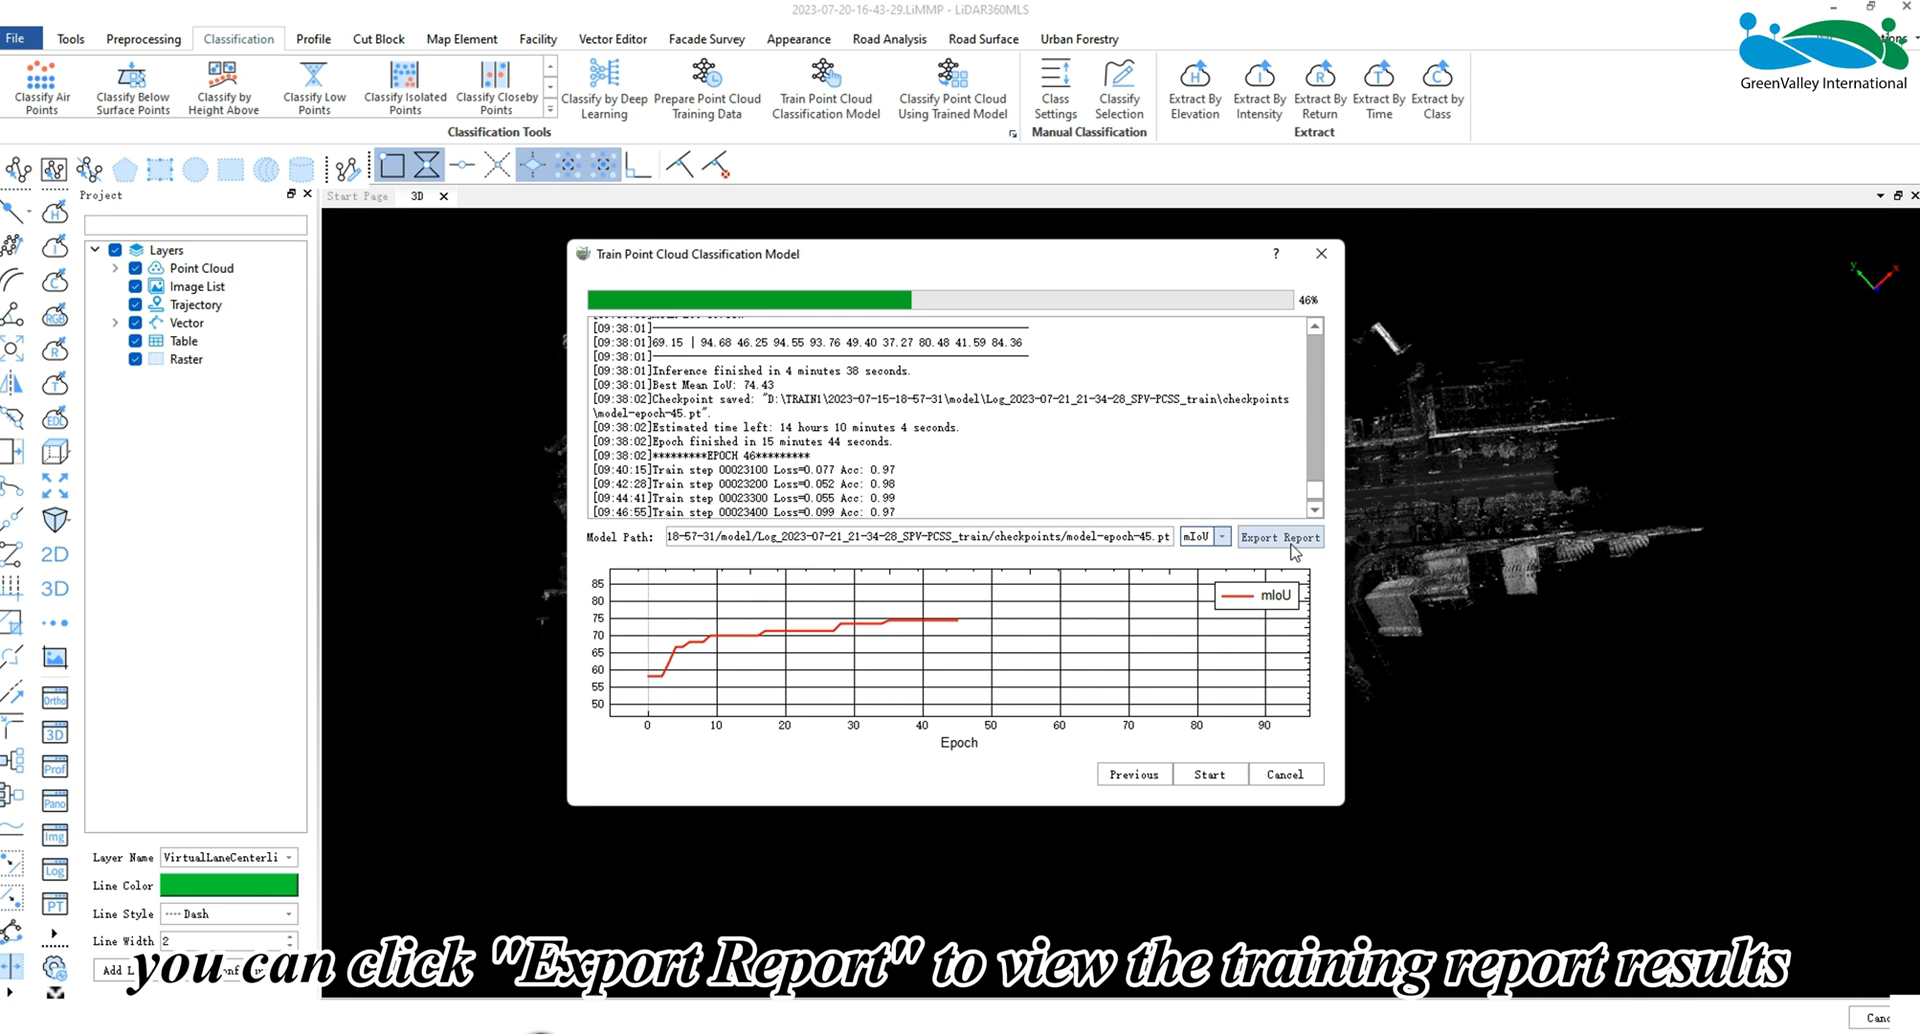 2023-07-20-16-43-29.LiMMP - LiDAR360MLS
File Tools Preprocessing Classification Profile Cut Block Map Element Facility Vector Editor Facade Survey Appearance Road Analysis Road Surface Urban Forestry
GreenValley International
Classify Air Points
Classify Below Surface Points
Classify by Height Above
Classify Low Points
Classify Isolated Points
Classify Closeby Points
Classify by Deep Learning
Prepare Point Cloud Training Data
Train Point Cloud Classification Model
Classify Point Cloud Using Trained Model
Class Settings
Classify Selection
Extract By Elevation
Extract By Intensity
Extract By Return
Extract By Time
Extract by Class
Classification Tools
Manual Classification
Extract
Project
Start Page 3D
Layers
Point Cloud
Image List
Trajectory
Vector
Table
Raster
H
I
C
RGB
R
T
EDL
2D
3D
Ortho
3D
Prof
Pano
Img
Log
PT
Train Point Cloud Classification Model
?
46%
[09:38:01]
[09:38:01]69.15 | 94.68 46.25 94.55 93.76 49.40 37.27 80.48 41.59 84.36
[09:38:01]
[09:38:01]Inference finished in 4 minutes 38 seconds.
[09:38:01]Best Mean IoU: 74.43
[09:38:02]Checkpoint saved: "D:\TRAIN1\2023-07-15-18-57-31\model\Log_2023-07-21_21-34-28_SPV-PCSS_train\checkpoints
\model-epoch-45.pt".
[09:38:02]Estimated time left: 14 hours 10 minutes 4 seconds.
[09:38:02]Epoch finished in 15 minutes 44 seconds.
[09:38:02]*********EPOCH 46*********
[09:40:15]Train step 00023100 Loss=0.077 Acc: 0.97
[09:42:28]Train step 00023200 Loss=0.052 Acc: 0.98
[09:44:41]Train step 00023300 Loss=0.055 Acc: 0.99
[09:46:55]Train step 00023400 Loss=0.099 Acc: 0.97
Model Path: 18-57-31/model/Log_2023-07-21_21-34-28_SPV-PCSS_train/checkpoints/model-epoch-45.pt mIoU Export Report
85
80
75
70
65
60
55
50
mIoU
0 10 20 30 40 50 60 70 80 90
Epoch
Previous Start Cancel
Y
X
Layer Name VirtualLaneCenterli
Line Color
Line Style ---- Dash
Line Width 2
Add L
you can click "Export Report" to view the training report results
Canc